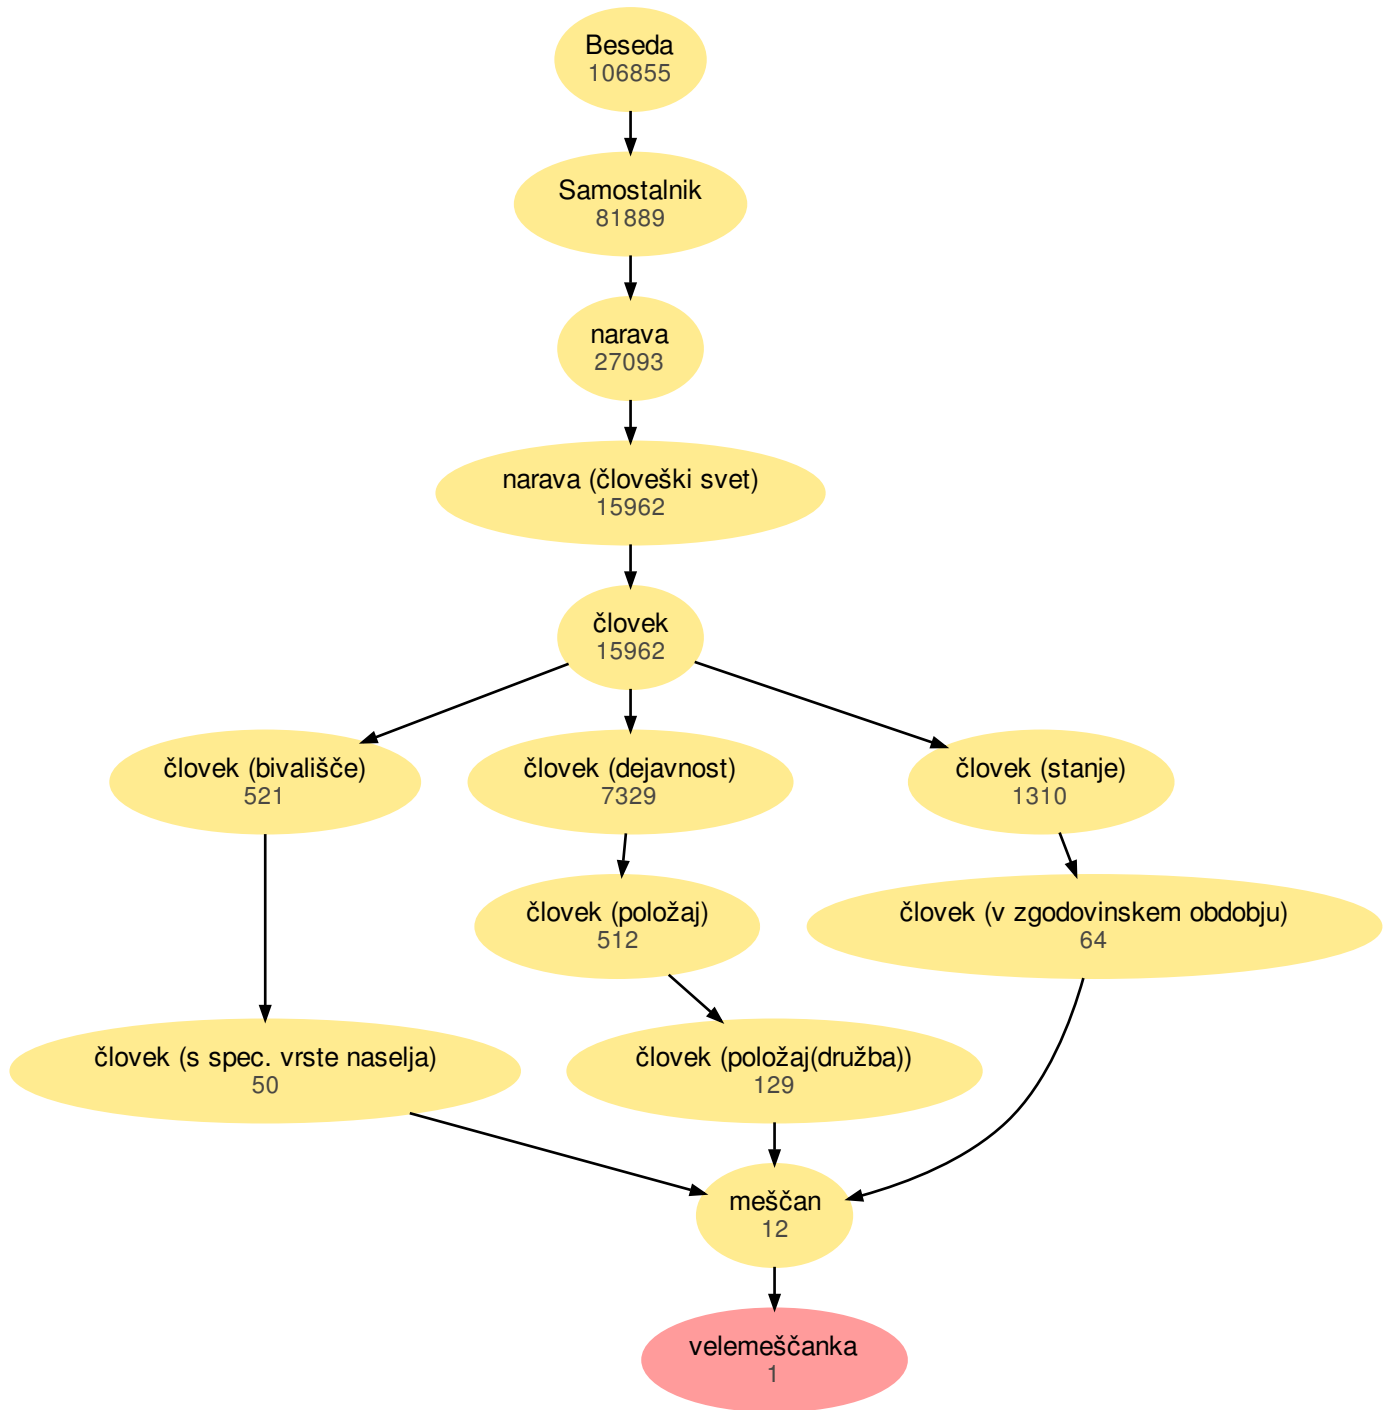 Beseda
106855
Samostalnik
81889
narava
27093
narava (človeški svet)
15962
človek
15962
človek (bivališče)
521
človek (dejavnost)
7329
človek (stanje)
1310
človek (položaj)
512
človek (v zgodovinskem obdobju)
64
človek (s spec. vrste naselja)
50
človek (položaj(družba))
129
meščan
12
velemeščanka
1